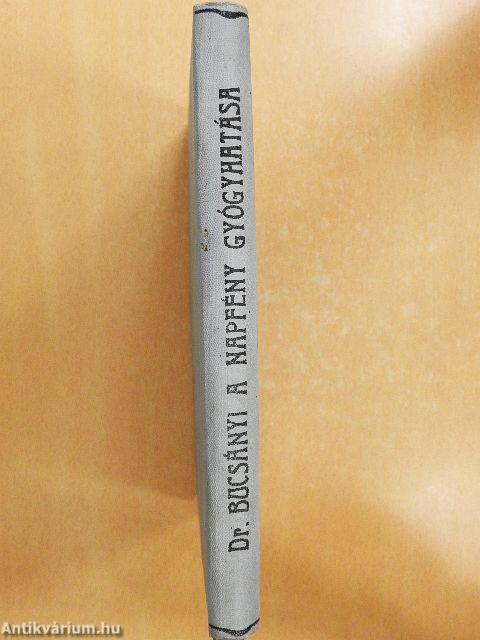 Dr. BUCSÁNYI A NAPFÉNY GYÓGYHATÁSA
Antikvárium.hu